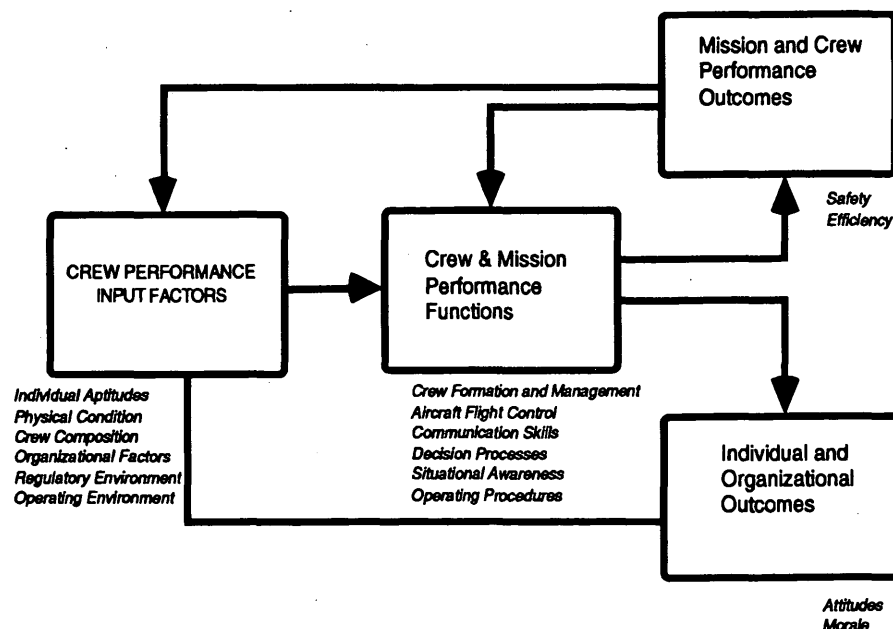 Mission and Crew
Performance
Outcomes
Safety
Efficiency
CREW PERFORMANCE
INPUT FACTORS
Crew & Mission
Performance
Functions
Individual Aptitudes
Physical Condition
Crew Composition
Organizational Factors
Regulatory Environment
Operating Environment
Crew Formation and Management
Aircraft Flight Control
Communication Skills
Decision Processes
Situational Awareness
Operating Procedures
Individual and
Organizational
Outcomes
Attitudes
Morale